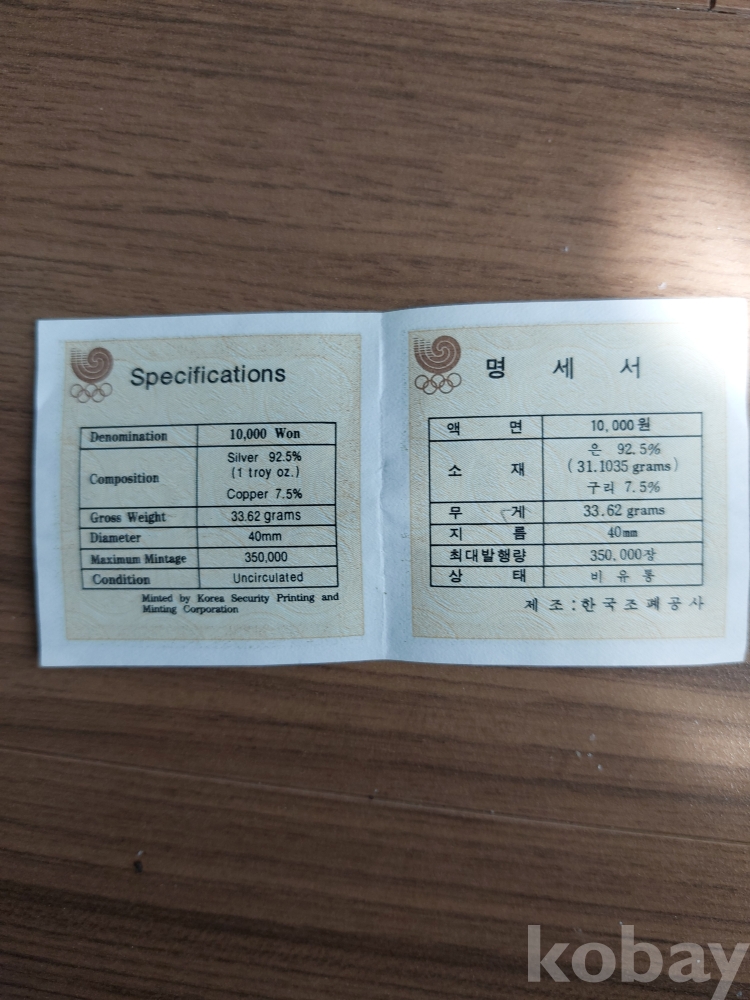 Specifications
Denomination 10,000 Won
Composition Silver 92.5%
(1 troy oz.)
Copper 7.5%
Gross Weight 33.62 grams
Diameter 40mm
Maximum Mintage 350,000
Condition Uncirculated
Minted by Korea Security Printing and
Minting Corporation
명 세 서
액 면 10,000원
소 재 은 92.5%
(31.1035 grams)
구리 7.5%
무 게 33.62 grams
지 름 40mm
최대발행량 350,000장
상 태 비 유 통
제 조 : 한국조폐공사
kobay